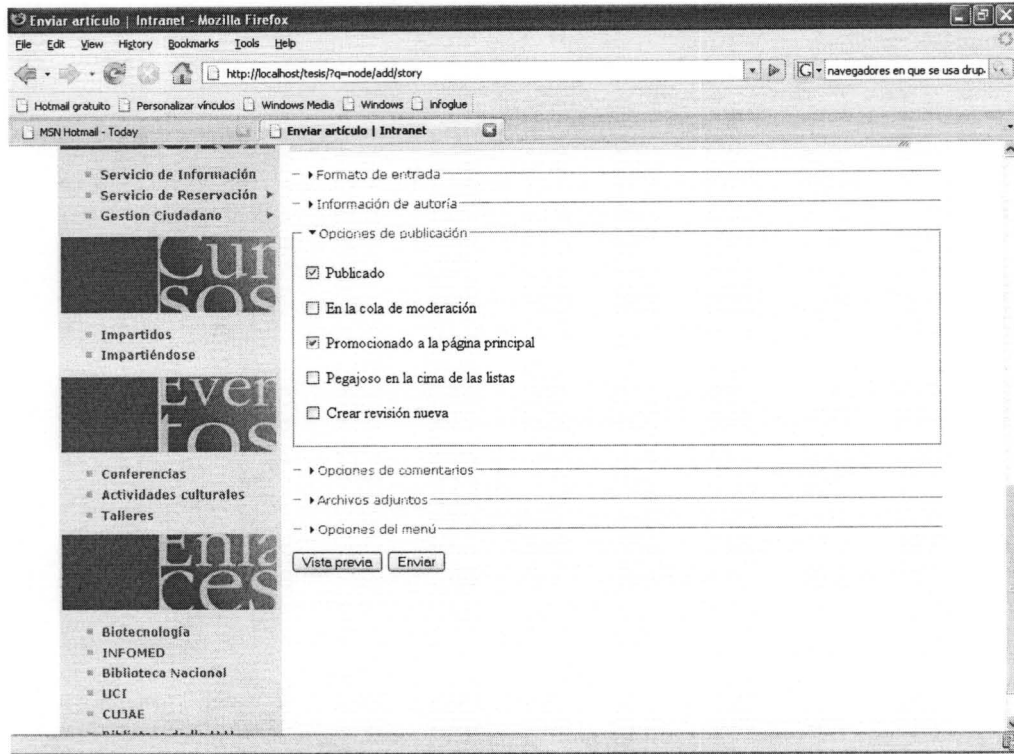 Enviar artículo | Intranet - Mozilla Firefox
File Edit View History Bookmarks Tools Help
http://localhost/tesis/?q=node/add/story
G navegadores en que se usa drup
Hotmail gratuito Personalizar vínculos Windows Media Windows infoglue
MSN Hotmail - Today
Enviar artículo | Intranet
Servicio de Información
Servicio de Reservación
Gestion Ciudadano
Cur
sos
Impartidos
Impartiéndose
Even
tos
Conferencias
Actividades culturales
Talleres
Enla
ces
Biotecnología
INFOMED
Biblioteca Nacional
UCI
CUJAE
Formato de entrada
Información de autoría
Opciones de publicación
Publicado
En la cola de moderación
Promocionado a la página principal
Pegajoso en la cima de las listas
Crear revisión nueva
Opciones de comentarios
Archivos adjuntos
Opciones del menú
Vista previa Enviar